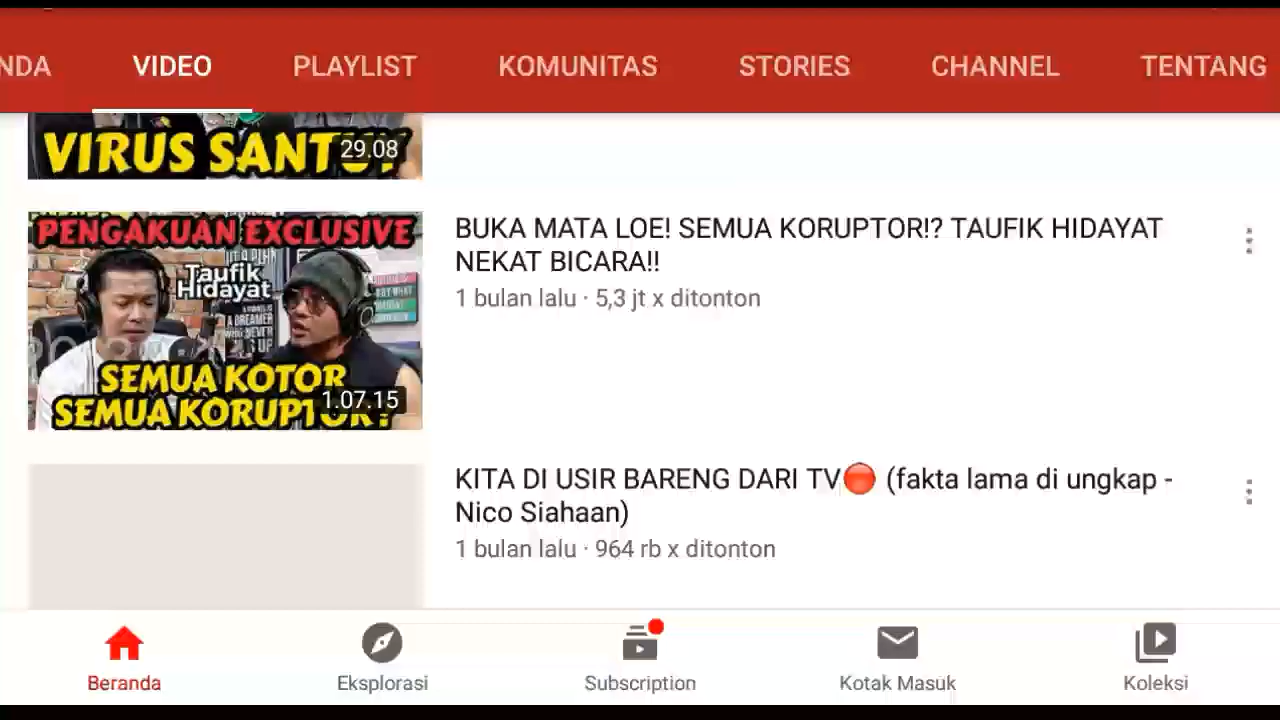 NDA VIDEO PLAYLIST KOMUNITAS STORIES CHANNEL TENTANG
VIRUS SANTUY
29.08
PENGAKUAN EXCLUSIVE
Taufik
Hidayat
SEMUA KOTOR
SEMUA KORUPTOR?
1.07.15
BUKA MATA LOE! SEMUA KORUPTOR!? TAUFIK HIDAYAT
NEKAT BICARA!!
1 bulan lalu · 5,3 jt x ditonton
KITA DI USIR BARENG DARI TV🔴 (fakta lama di ungkap -
Nico Siahaan)
1 bulan lalu · 964 rb x ditonton
Beranda Eksplorasi Subscription Kotak Masuk Koleksi